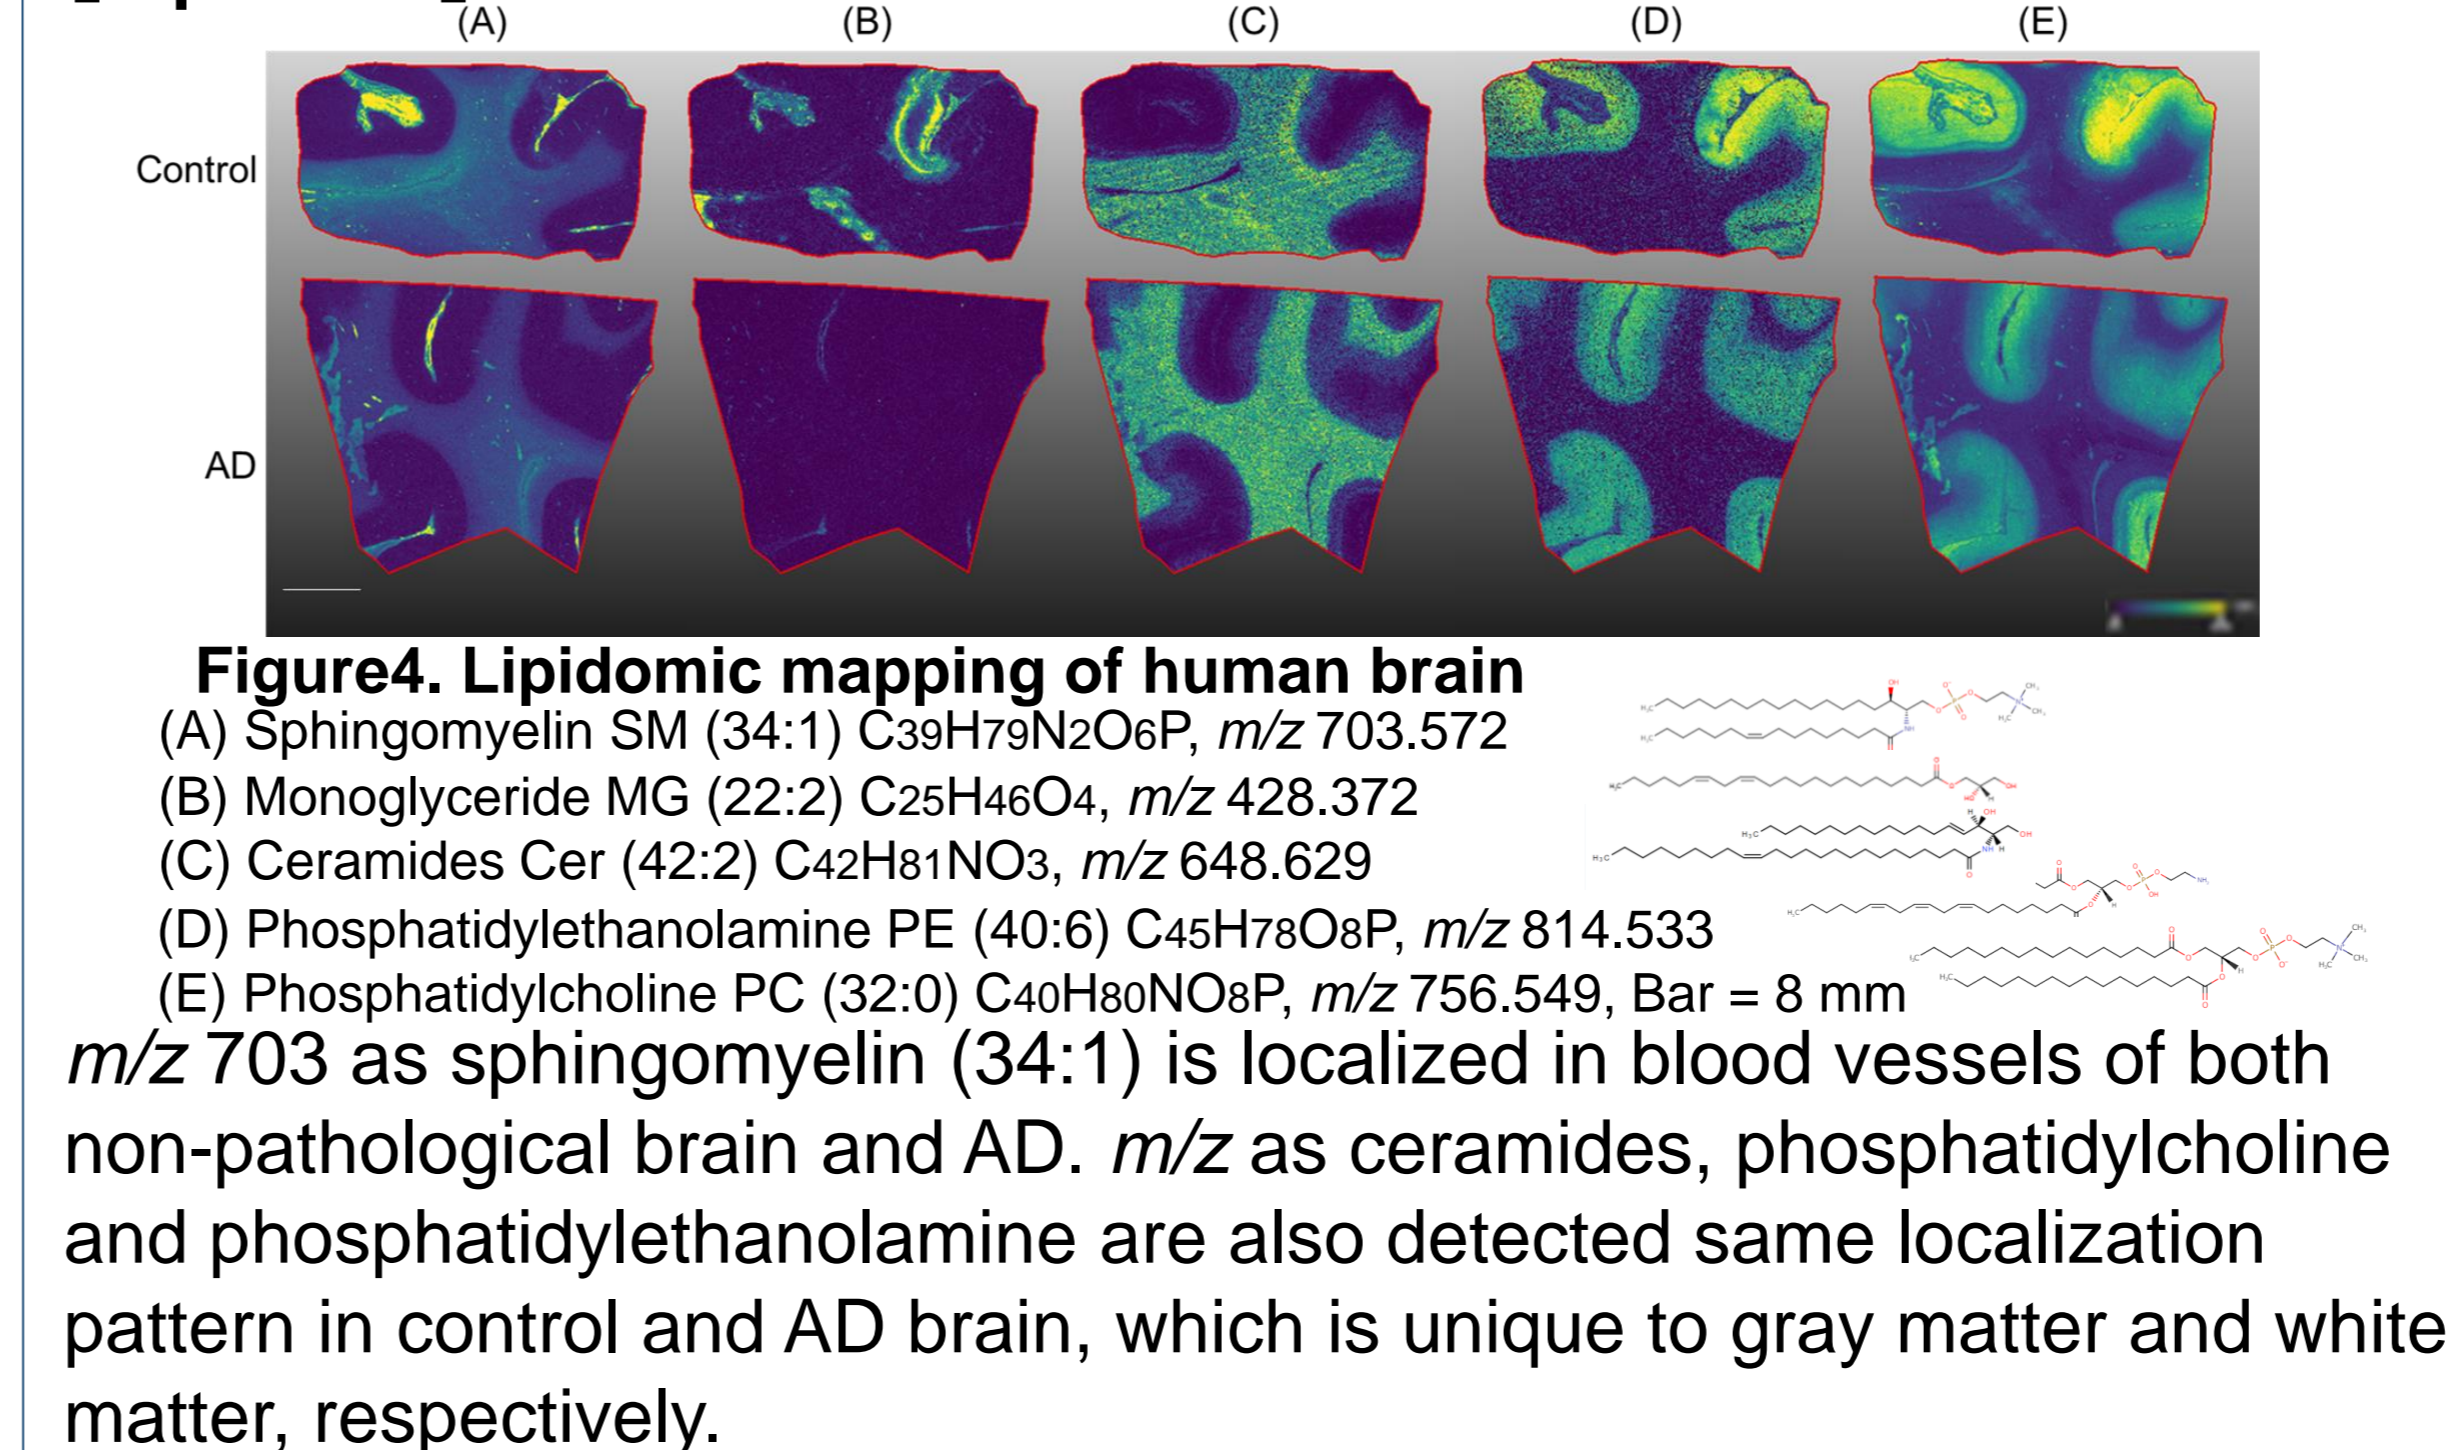 (A) (B) (C) (D) (E)
Control
AD
Figure4. Lipidomic mapping of human brain
(A) Sphingomyelin SM (34:1) C39H79N2O6P, m/z 703.572
(B) Monoglyceride MG (22:2) C25H46O4, m/z 428.372
(C) Ceramides Cer (42:2) C42H81NO3, m/z 648.629
(D) Phosphatidylethanolamine PE (40:6) C45H78O8P, m/z 814.533
(E) Phosphatidylcholine PC (32:0) C40H80NO8P, m/z 756.549, Bar = 8 mm
m/z 703 as sphingomyelin (34:1) is localized in blood vessels of both
non-pathological brain and AD. m/z as ceramides, phosphatidylcholine
and phosphatidylethanolamine are also detected same localization
pattern in control and AD brain, which is unique to gray matter and white
matter, respectively.